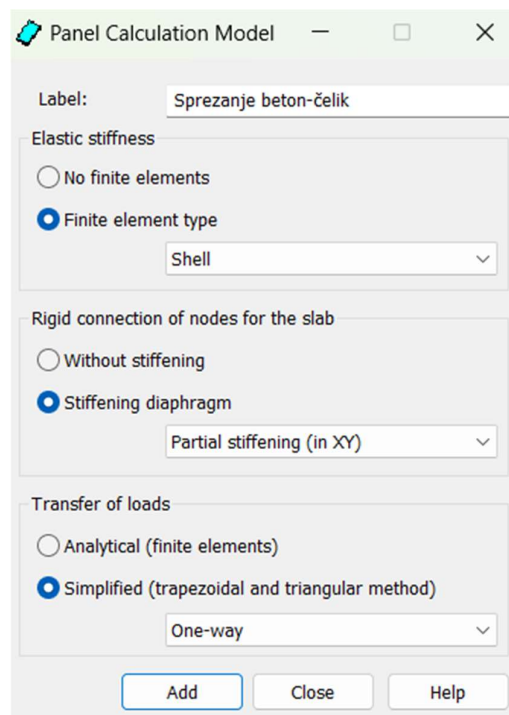 Panel Calculation Model
Label:
Sprezanje beton-čelik
Elastic stiffness
No finite elements
Finite element type
Shell
Rigid connection of nodes for the slab
Without stiffening
Stiffening diaphragm
Partial stiffening (in XY)
Transfer of loads
Analytical (finite elements)
Simplified (trapezoidal and triangular method)
One-way
Add Close Help